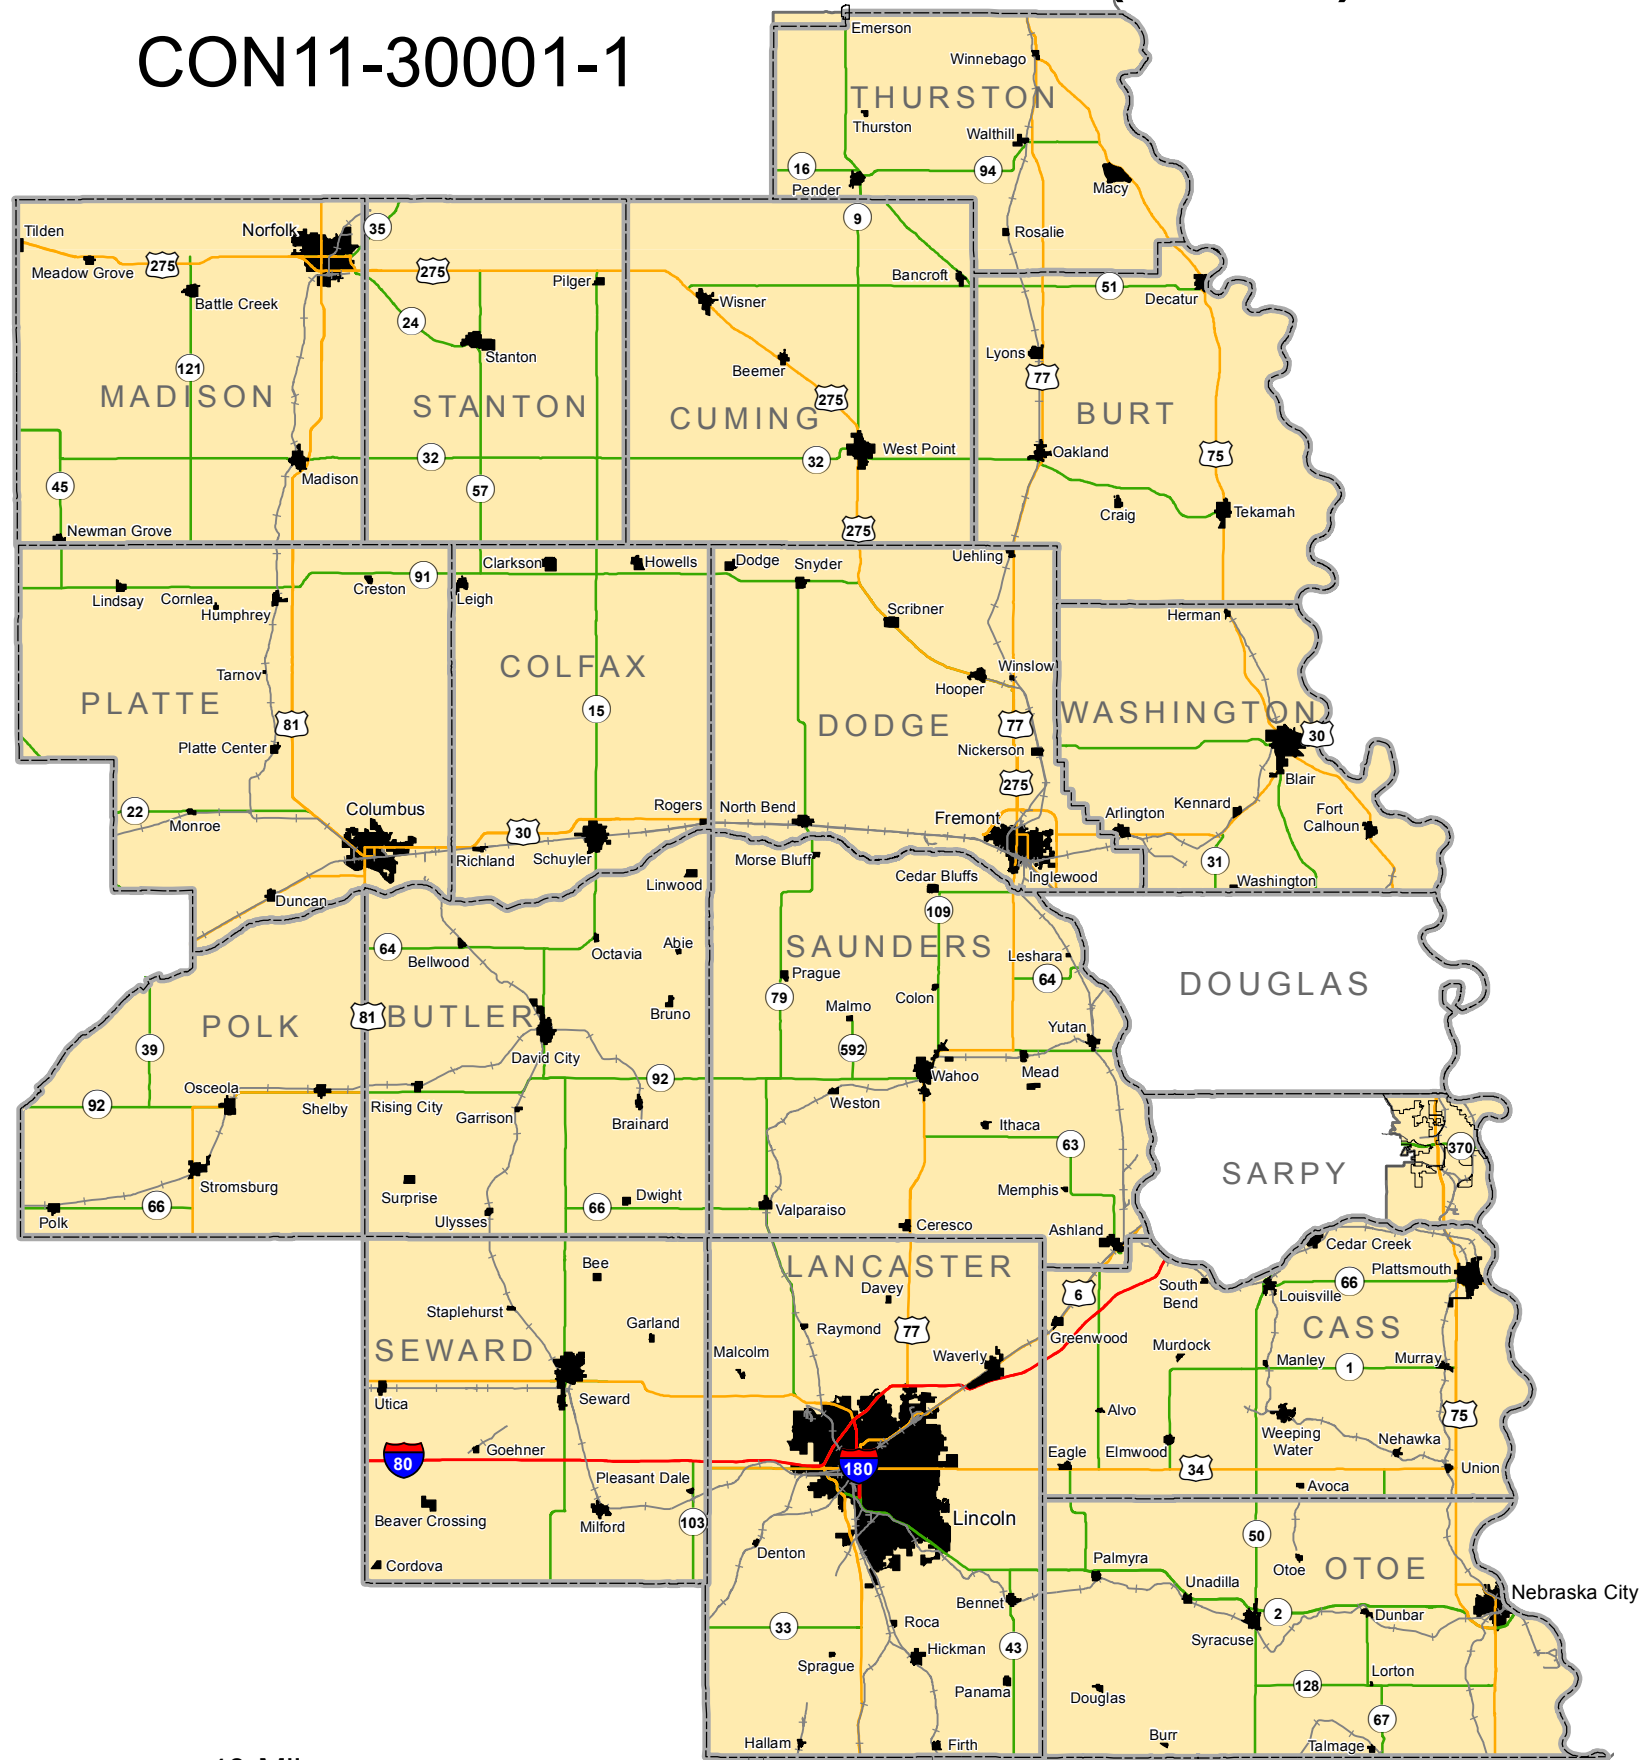 CON11-30001-1
Emerson
Winnebago
THURSTON
Thurston
Walthill
16
94
Pender
Macy
9
Rosalie
Tilden
Norfolk
35
Meadow Grove
275
275
Pilger
Bancroft
51
Decatur
Battle Creek
Wisner
24
Stanton
Lyons
121
Beemer
77
MADISON
STANTON
CUMING
275
BURT
32
32
West Point
Oakland
75
Madison
45
57
Craig
Tekamah
Newman Grove
275
Uehling
Clarkson
Howells
Dodge
Snyder
91
Creston
Leigh
Lindsay
Cornlea
Humphrey
Scribner
Herman
Tarnov
COLFAX
Winslow
Hooper
PLATTE
15
DODGE
WASHINGTON
81
77
30
Platte Center
Nickerson
Blair
275
22
Monroe
Columbus
Rogers
North Bend
Fremont
Arlington
Kennard
Fort
Calhoun
30
Richland
Schuyler
Morse Bluff
31
Linwood
Cedar Bluffs
Inglewood
Washington
Duncan
109
64
Bellwood
Octavia
Abie
SAUNDERS
Leshara
64
DOUGLAS
Prague
79
Colon
Malmo
81
BUTLER
POLK
Bruno
Yutan
39
592
David City
92
Wahoo
Mead
Osceola
92
Shelby
Rising City
Garrison
Weston
Brainard
Ithaca
63
370
SARPY
Stromsburg
Surprise
66
Dwight
Memphis
66
Polk
Ulysses
Valparaiso
Ceresco
Ashland
Cedar Creek
LANCASTER
Bee
Plattsmouth
66
South
Bend
Louisville
6
Davey
Staplehurst
Garland
Raymond
77
Greenwood
CASS
SEWARD
Malcolm
Waverly
Murdock
Manley
1
Murray
Utica
Seward
Alvo
75
Weeping
Water
Goehner
80
Eagle
Elmwood
Nehawka
180
34
Union
Pleasant Dale
Avoca
Beaver Crossing
Milford
103
Lincoln
50
Denton
Palmyra
Otoe
OTOE
Cordova
Unadilla
Nebraska City
Bennet
2
Dunbar
33
Roca
Syracuse
43
Hickman
Sprague
Lorton
Panama
128
Douglas
67
Burr
Hallam
Firth
Talmage